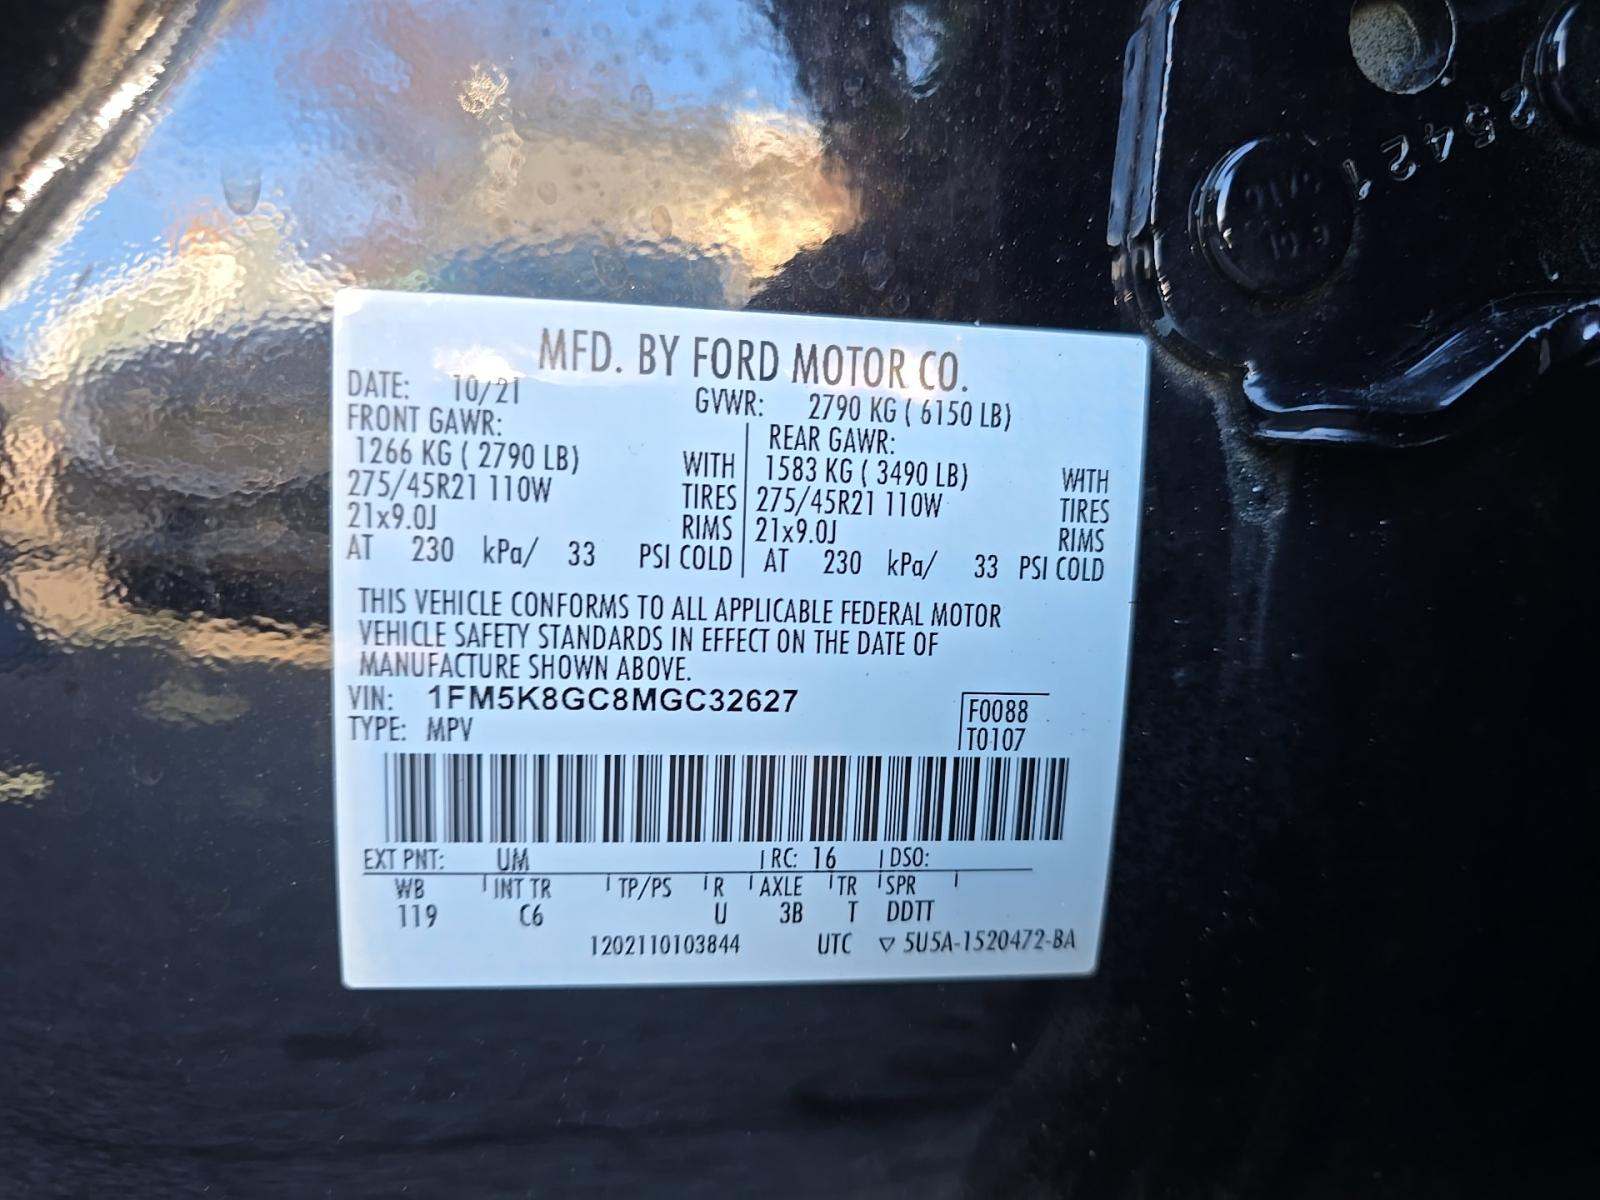 MFD. BY FORD MOTOR CO.
DATE: 10/21 GVWR: 2790 KG ( 6150 LB)
FRONT GAWR: REAR GAWR:
1266 KG ( 2790 LB) WITH 1583 KG ( 3490 LB) WITH
275/45R21 110W TIRES 275/45R21 110W TIRES
21x9.0J RIMS 21x9.0J RIMS
AT 230 kPa/ 33 PSI COLD AT 230 kPa/ 33 PSI COLD
THIS VEHICLE CONFORMS TO ALL APPLICABLE FEDERAL MOTOR
VEHICLE SAFETY STANDARDS IN EFFECT ON THE DATE OF
MANUFACTURE SHOWN ABOVE.
VIN: 1FM5K8GC8MGC32627
TYPE: MPV
F0088
T0107
EXT PNT: UM RC: 16 DSO:
WB INT TR TP/PS R AXLE TR SPR
119 C6 U 3B T DDTT
1202110103844 UTC ▽ 5U5A-1520472-BA